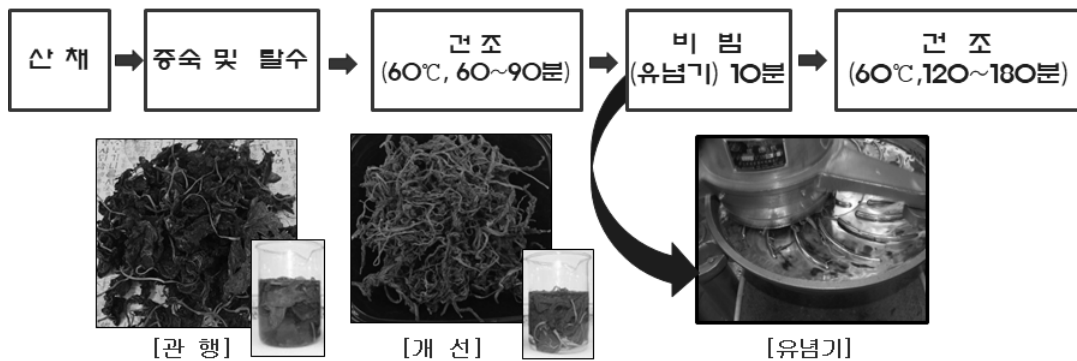 산 채
증숙 및 탈수
건 조
(60℃, 60~90분)
비 빔
(유념기) 10분
건 조
(60℃,120~180분)
[관 행]
[개 선]
[유념기]